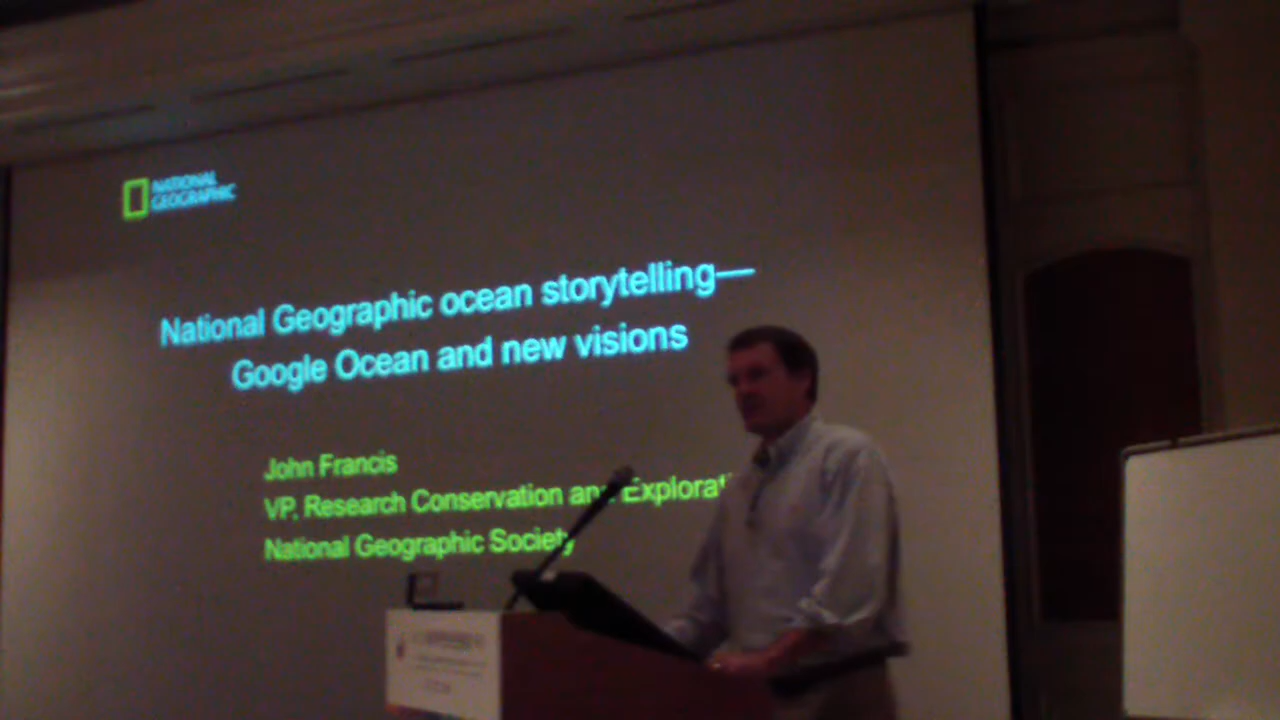 NATIONAL
GEOGRAPHIC
National Geographic ocean storytelling—
Google Ocean and new visions
John Francis
VP, Research Conservation and Explorat
National Geographic Society